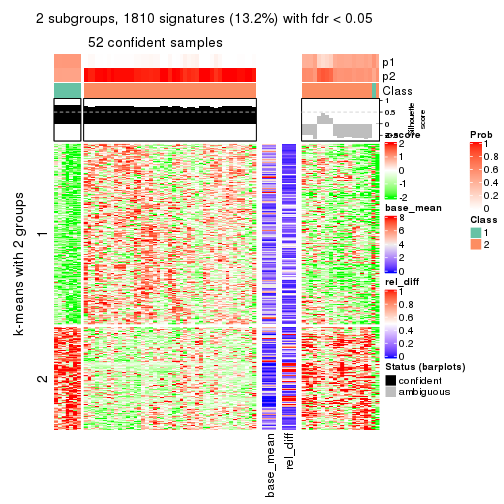 2 subgroups, 1810 signatures (13.2%) with fdr < 0.05
52 confident samples
p1
p2
Class
1
0.5
0
-0.5
Silhouette
score
k-means with 2 groups
1
2
base_mean
rel_diff
z-score
2
1
0
-1
-2
base_mean
8
6
4
2
0
rel_diff
1
0.8
0.6
0.4
0.2
0
Status (barplots)
confident
ambiguous
Prob
1
0.8
0.6
0.4
0.2
0
Class
1
2